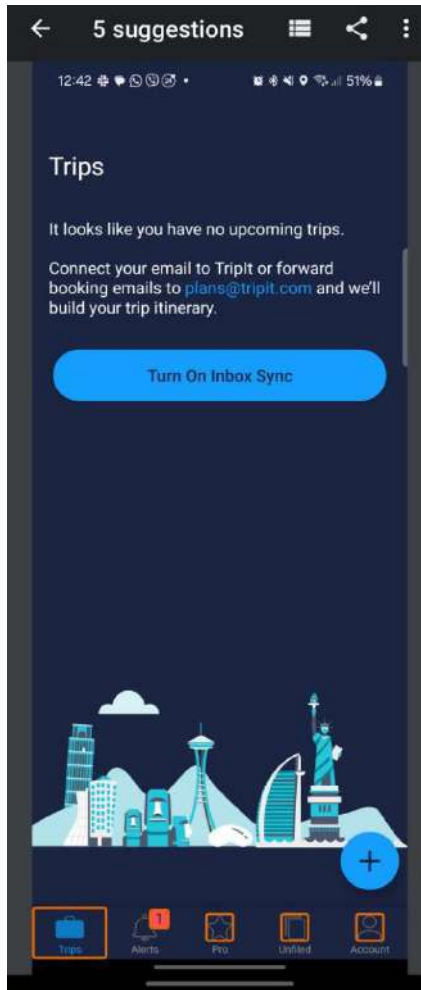 5 suggestions
12:42
51%
Trips
It looks like you have no upcoming trips.
Connect your email to TripIt or forward
booking emails to plans@tripit.com and we'll
build your trip itinerary.
Turn On Inbox Sync
+
1
Trips
Alerts
Pro
Unfiled
Account